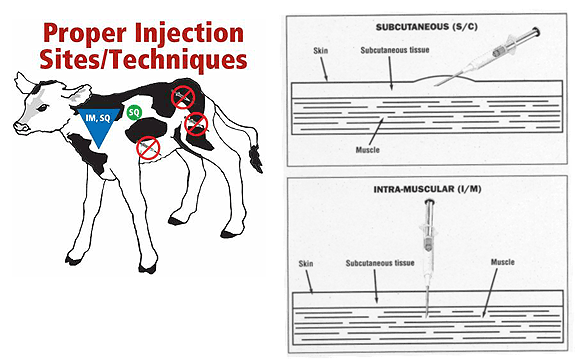 Proper Injection
Sites/Techniques
IM, SQ
SQ
SUBCUTANEOUS (S/C)
Skin
Subcutaneous tissue
Muscle
INTRA-MUSCULAR (I/M)
Skin
Subcutaneous tissue
Muscle